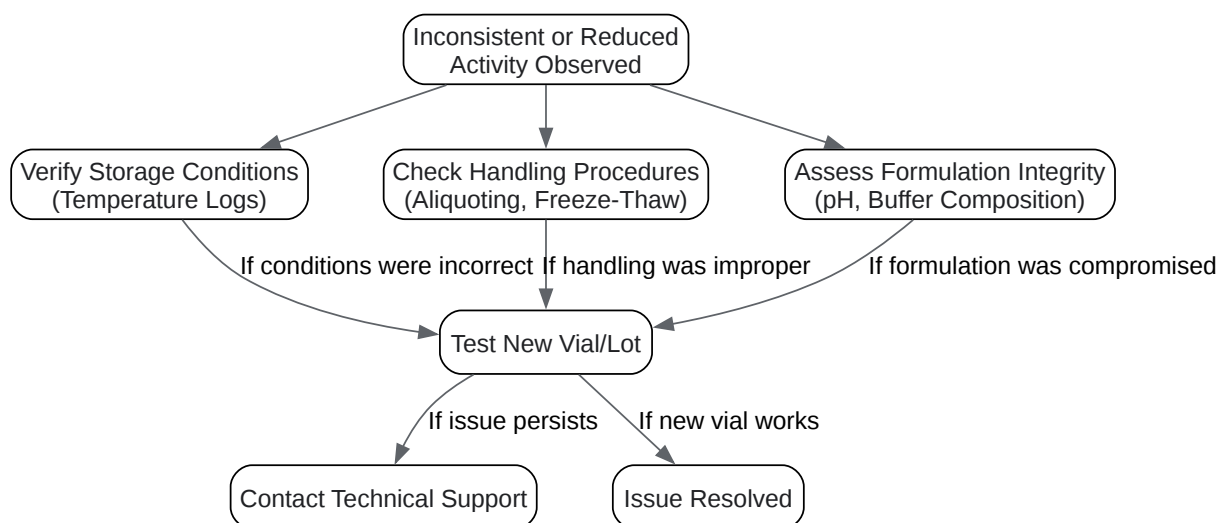 Inconsistent or Reduced
Activity Observed
Verify Storage Conditions
(Temperature Logs)
Check Handling Procedures
(Aliquoting, Freeze-Thaw)
Assess Formulation Integrity
(pH, Buffer Composition)
If conditions were incorrect
If handling was improper
If formulation was compromised
Test New Vial/Lot
If issue persists
If new vial works
Contact Technical Support
Issue Resolved